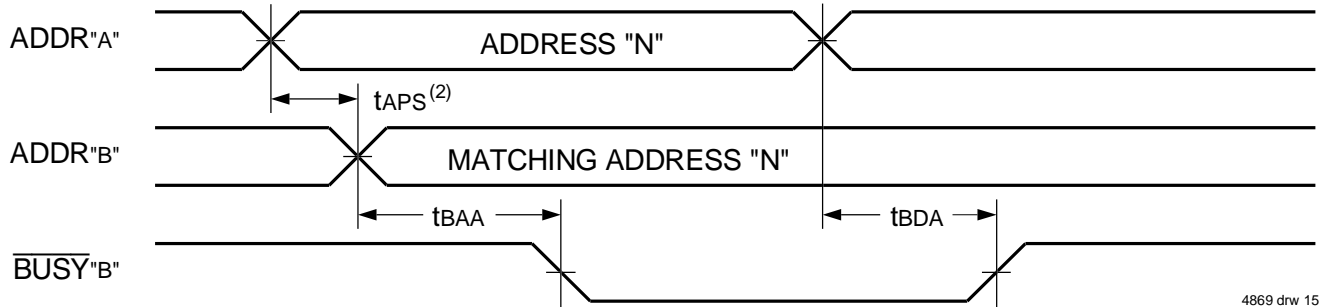 ADDR"A"
ADDRESS "N"
tAPS(2)
ADDR"B"
MATCHING ADDRESS "N"
tBAA
tBDA
BUSY"B"
4869 drw 15